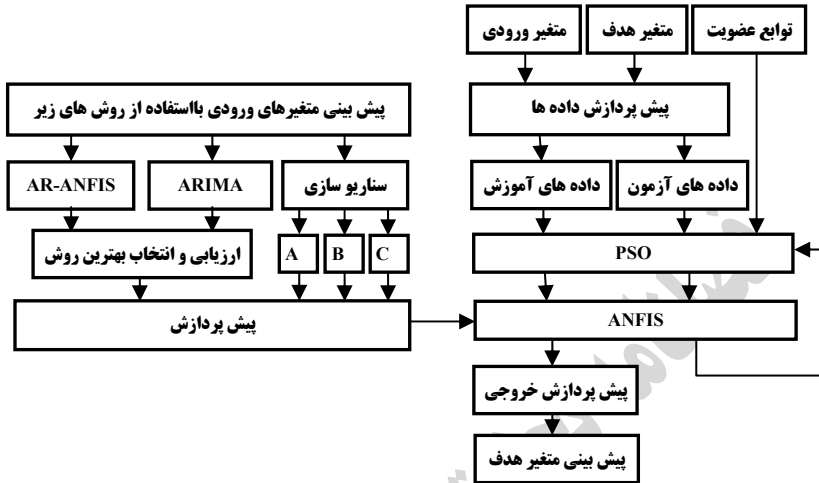 توابع عضویت
متغیر هدف
متغیر ورودی
پیش پردازش داده ها
داده های آزمون
داده های آموزش
PSO
ANFIS
پیش پردازش خروجی
پیش بینی متغیر هدف
پیش بینی متغیرهای ورودی بااستفاده از روش های زیر
سناریو سازی
ARIMA
AR-ANFIS
C
B
A
ارزیابی و انتخاب بهترین روش
پیش پردازش